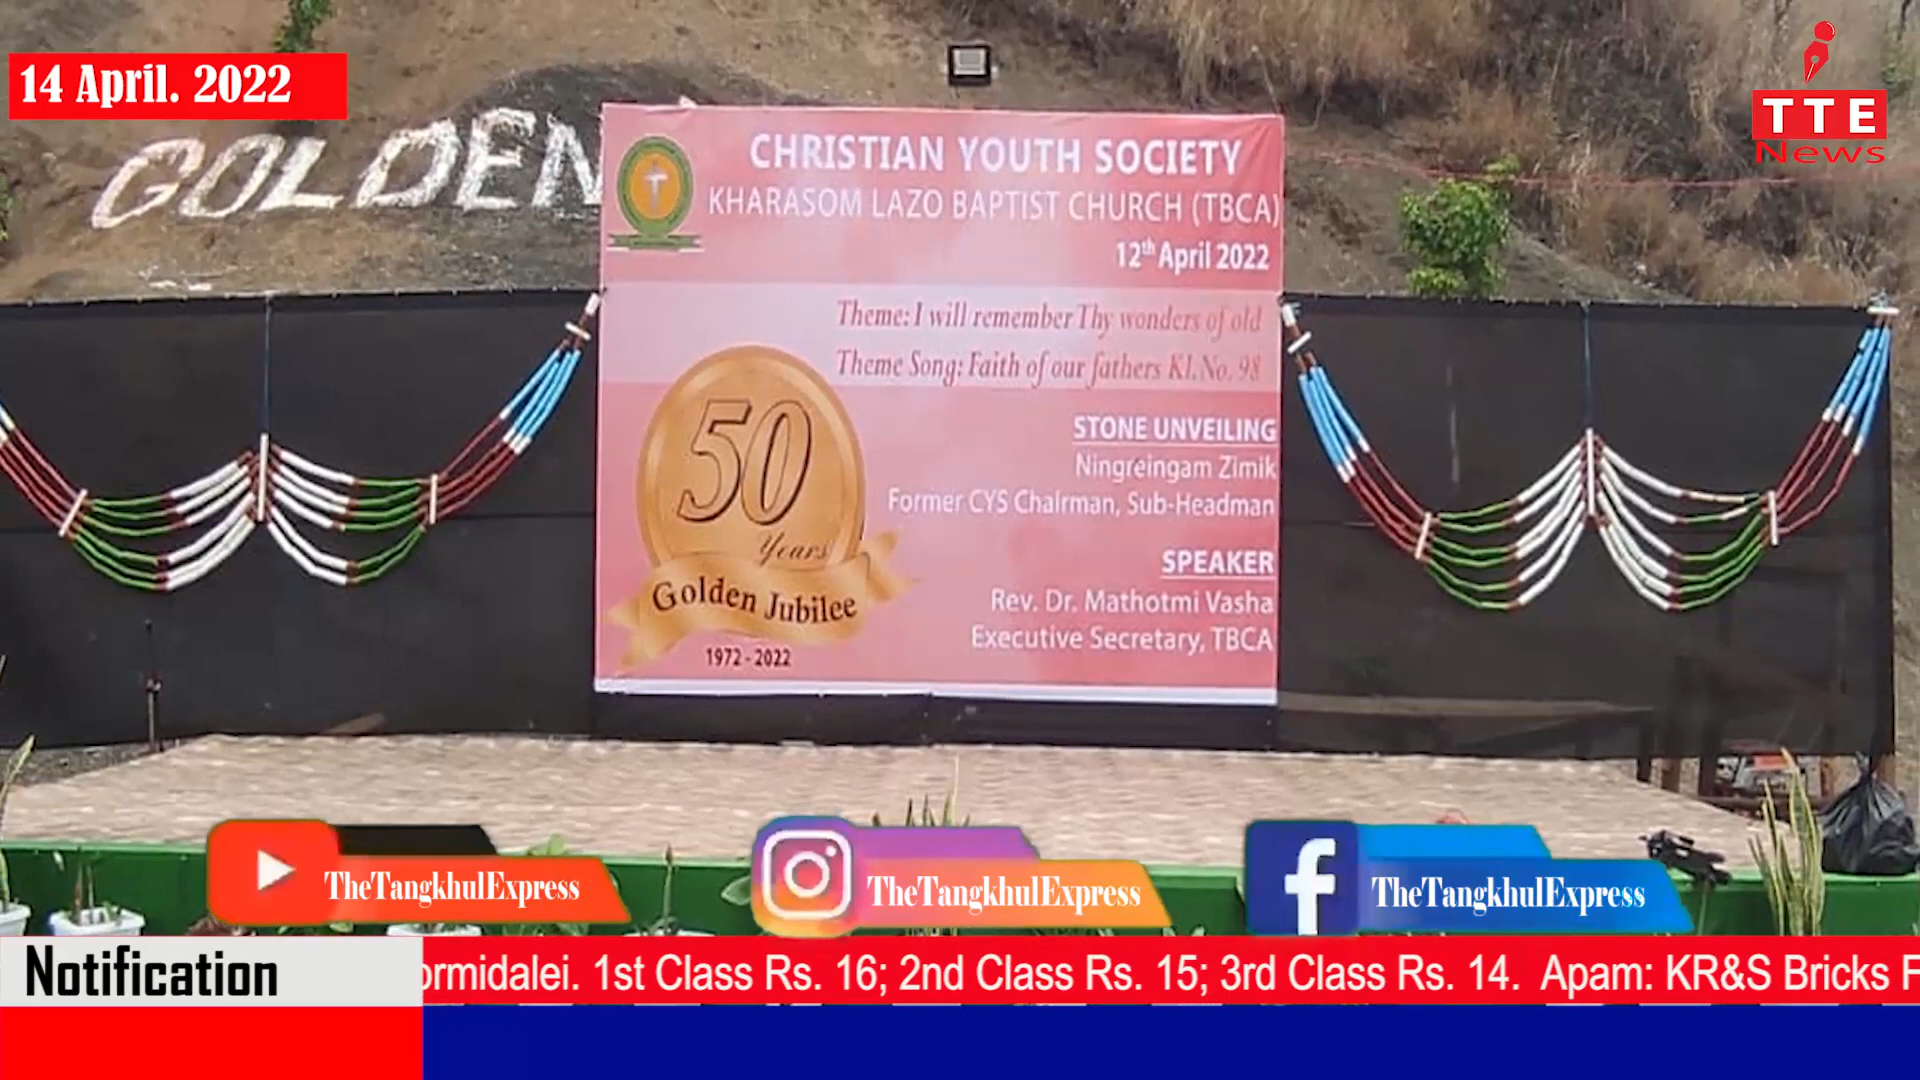 14 April. 2022
TTE
News
GOLDEN
CHRISTIAN YOUTH SOCIETY
KHARASOM LAZO BAPTIST CHURCH (TBCA)
12th April 2022
Theme: I will remember Thy wonders of old
Theme Song: Faith of our fathers Kl. No. 98
50
Years
Golden Jubilee
1972 - 2022
STONE UNVEILING
Ningreingam Zimik
Former CYS Chairman, Sub-Headman
SPEAKER
Rev. Dr. Mathotmi Vasha
Executive Secretary, TBCA
TheTangkhulExpress
TheTangkhulExpress
TheTangkhulExpress
Notification
ormidalei. 1st Class Rs. 16; 2nd Class Rs. 15; 3rd Class Rs. 14. Apam: KR&S Bricks F